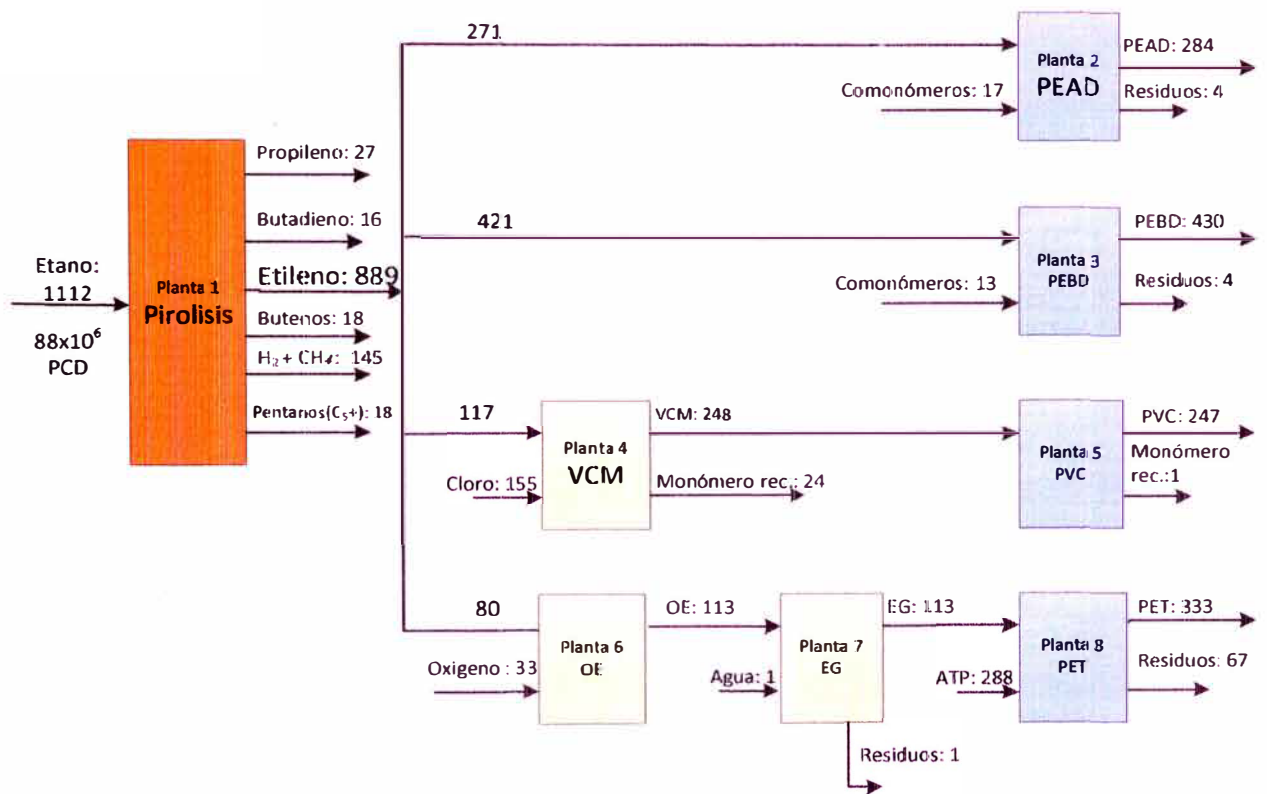 271
Planta 2
PEAD
PEAD: 284
Comonómeros: 17
Residuos: 4
Etano:
1112
88x10⁶
PCD
Planta 1
Pirolisis
Propileno: 27
Butadieno: 16
Etileno: 889
Butenos: 18
H₂ + CH₄: 145
Pentanos(C₅+): 18
421
Planta 3
PEBD
PEBD: 430
Comonómeros: 13
Residuos: 4
117
Planta 4
VCM
VCM: 248
Cloro: 155
Monómero rec.: 24
Planta 5
PVC
PVC: 247
Monómero
rec.:1
80
Planta 6
OE
OE: 113
Oxigeno : 33
Planta 7
EG
EG: 113
Agua: 1
Residuos: 1
Planta 8
PET
PET: 333
ATP: 288
Residuos: 67